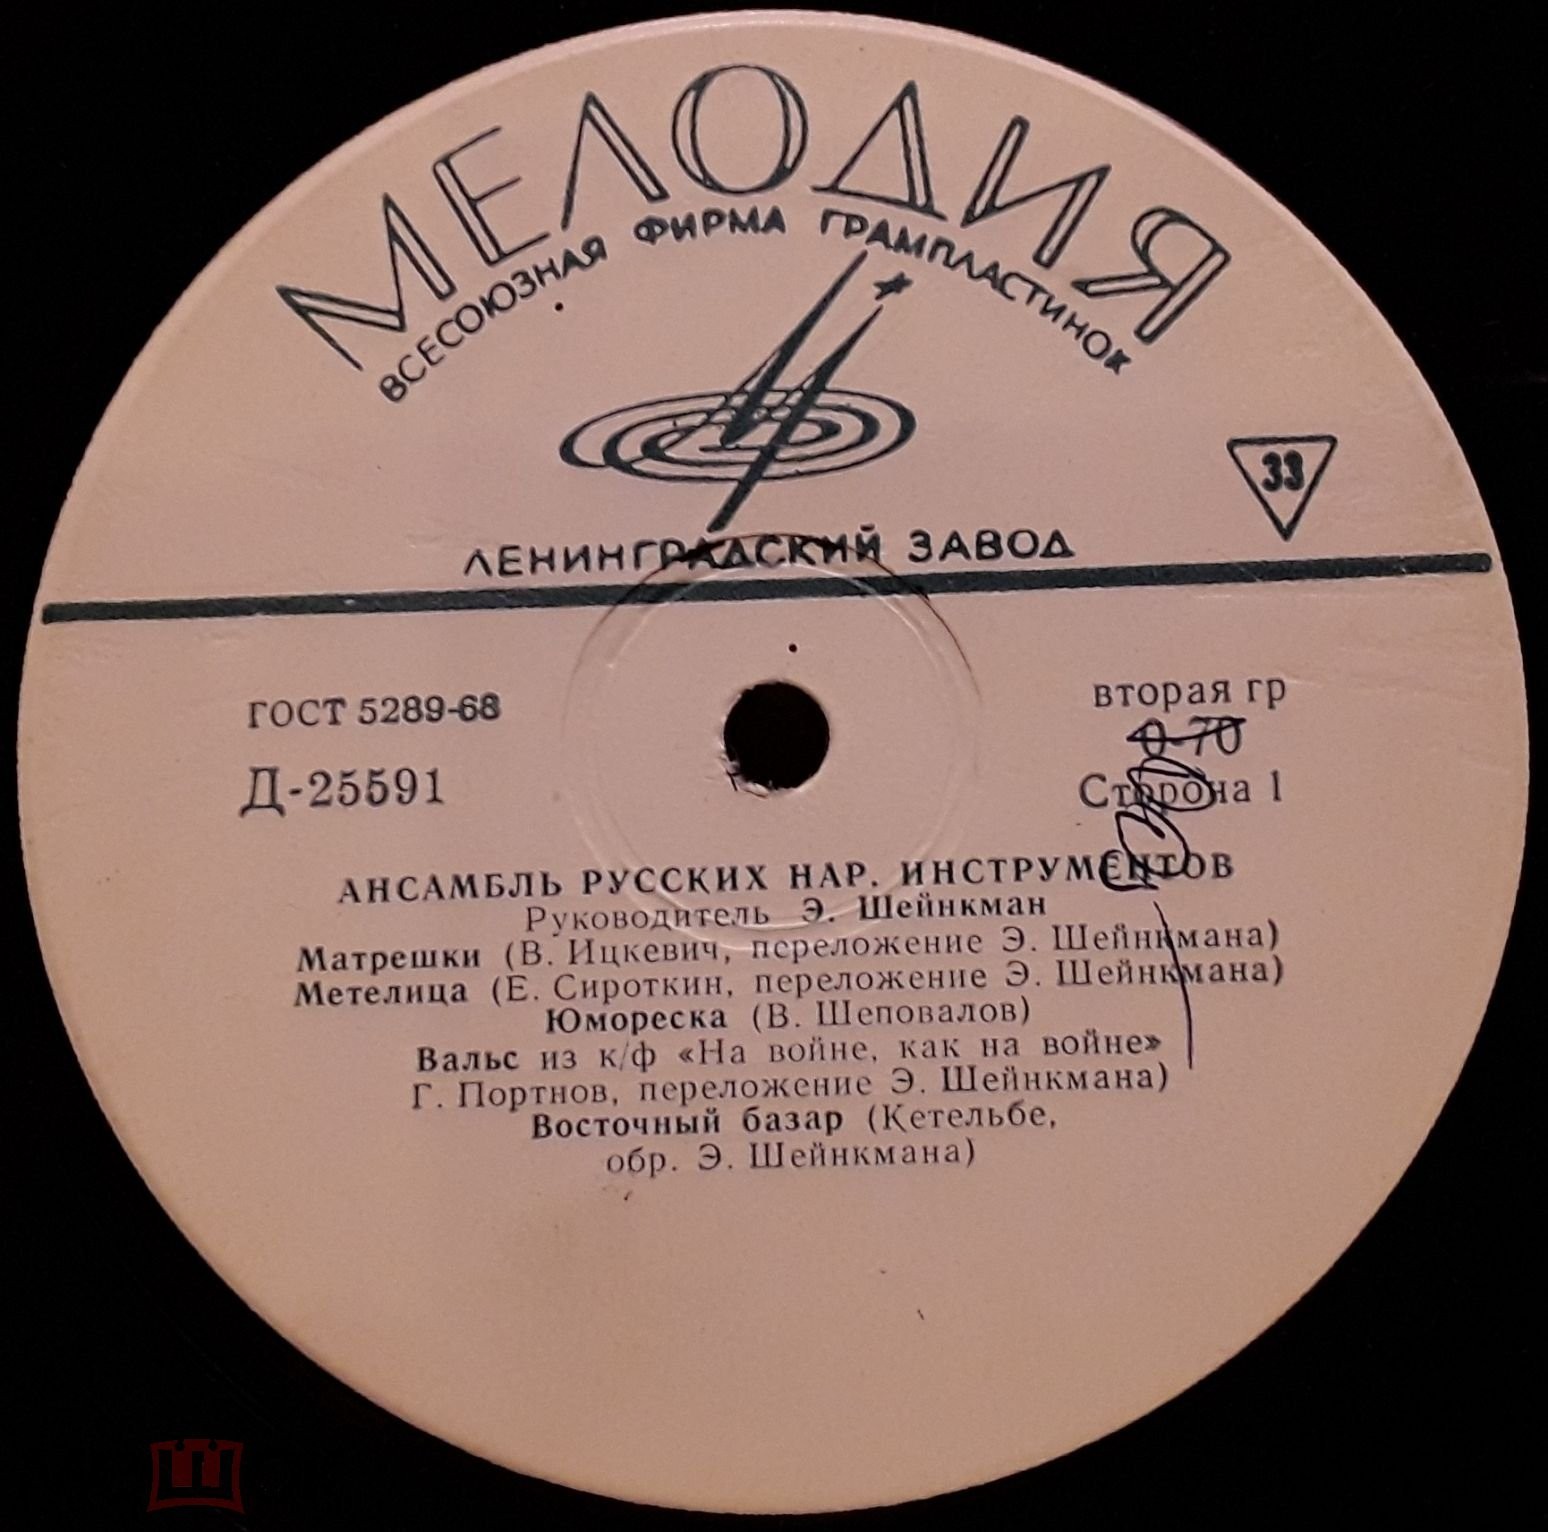 МЕЛОДИЯ
ВСЕСОЮЗНАЯ ФИРМА ГРАМПЛАСТИНОК
33
ЛЕНИНГРАДСКИЙ ЗАВОД
ГОСТ 5289-68
вторая гр
0-70
Д-25591
Сторона 1
АНСАМБЛЬ РУССКИХ НАР. ИНСТРУМЕНТОВ
Руководитель Э. Шейнкман
Матрешки (В. Ицкевич, переложение Э. Шейнкмана)
Метелица (Е. Сироткин, переложение Э. Шейнкмана)
Юмореска (В. Шеповалов)
Вальс из к/ф «На войне, как на войне»
Г. Портнов, переложение Э. Шейнкмана)
Восточный базар (Кетельбе,
обр. Э. Шейнкмана)